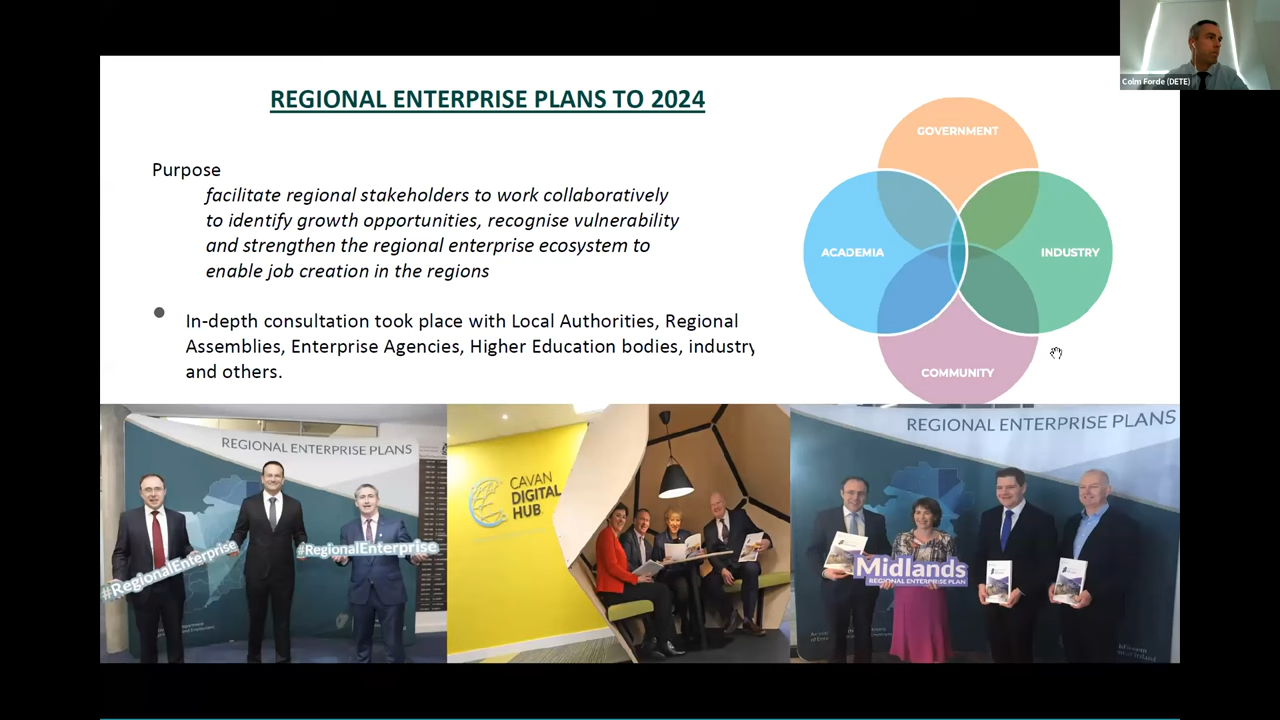 Colm Forde (DETE)
REGIONAL ENTERPRISE PLANS TO 2024
Purpose
facilitate regional stakeholders to work collaboratively
to identify growth opportunities, recognise vulnerability
and strengthen the regional enterprise ecosystem to
enable job creation in the regions
In-depth consultation took place with Local Authorities, Regional
Assemblies, Enterprise Agencies, Higher Education bodies, industry
and others.
GOVERNMENT
ACADEMIA
INDUSTRY
COMMUNITY
REGIONAL ENTERPRISE PLANS
#RegionalEnterprise
#RegionalEnterprise
CAVAN
DIGITAL
HUB
REGIONAL ENTERPRISE PLANS
Midlands
REGIONAL ENTERPRISE PLAN